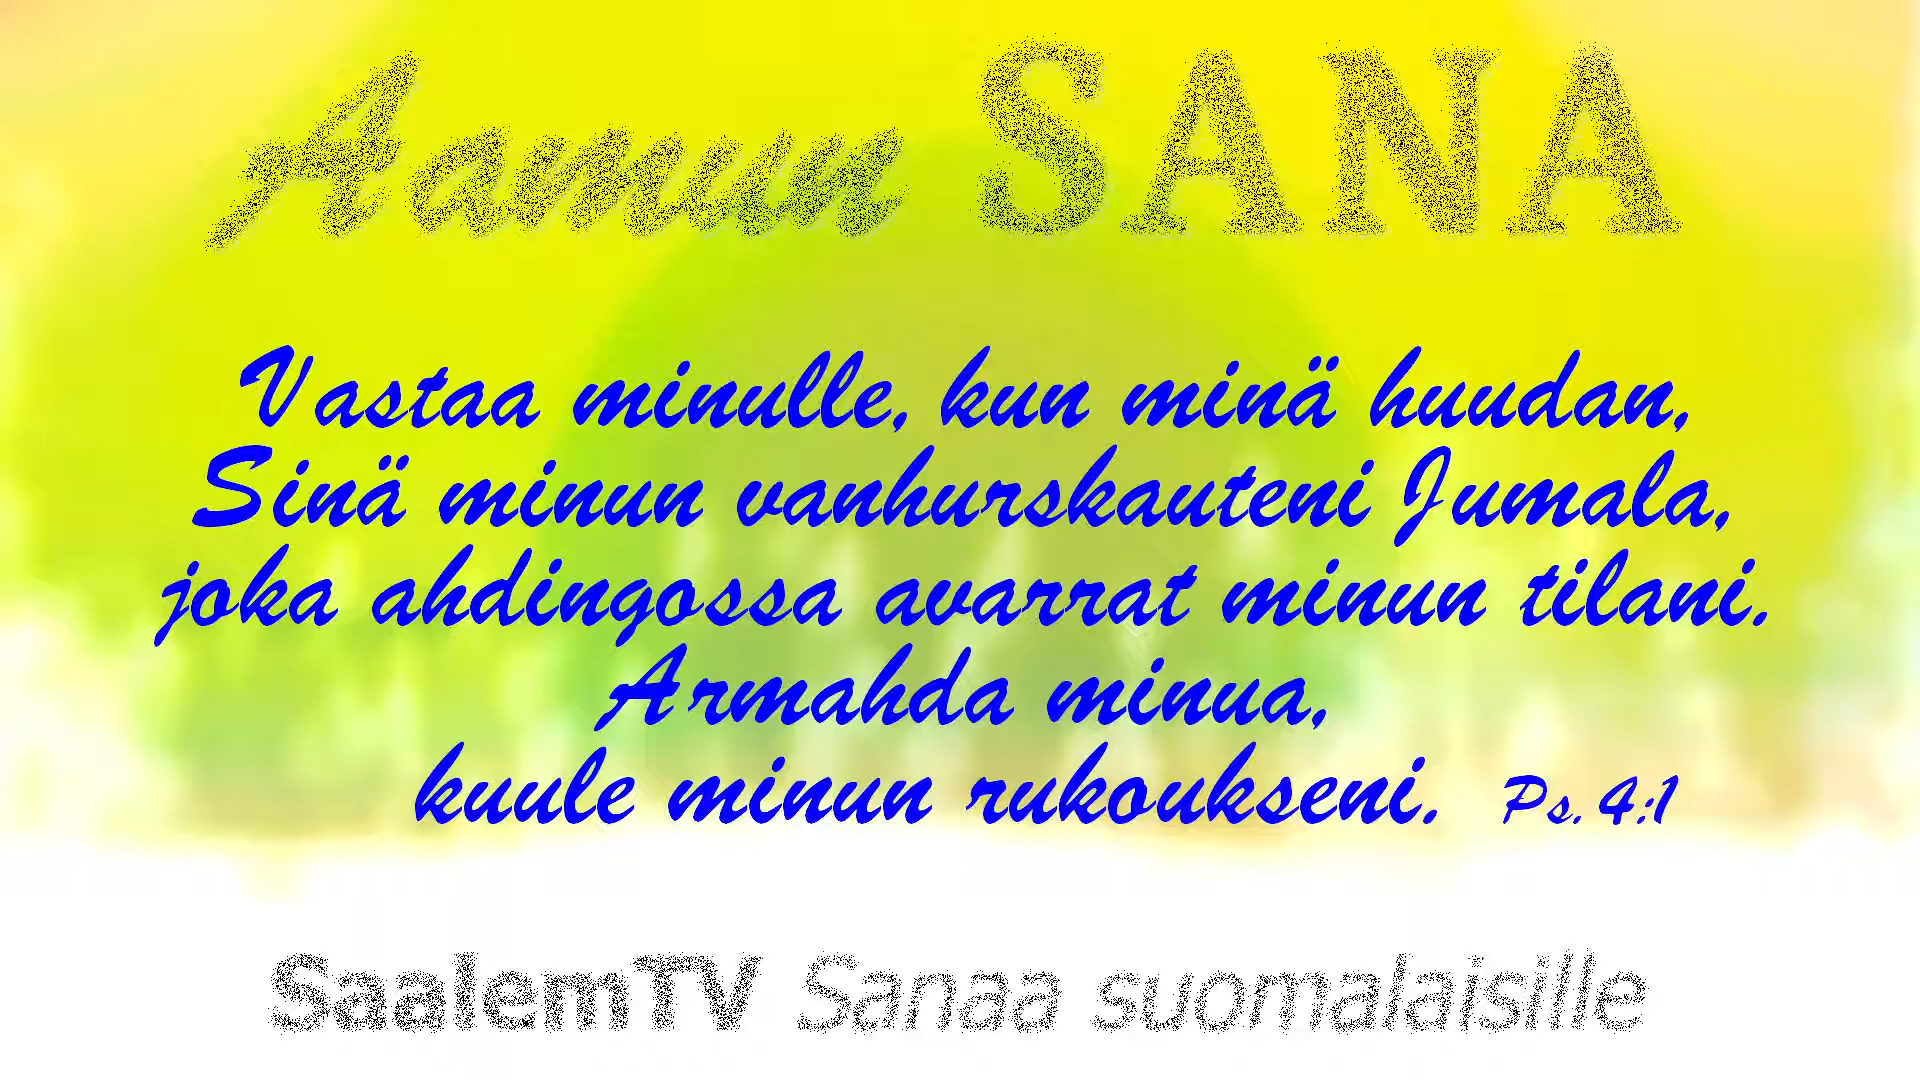 Aamun SANA
Vastaa minulle, kun minä huudan,
Sinä minun vanhurskauteni Jumala,
joka ahdingossa avarrat minun tilani.
Armahda minua,
kuule minun rukoukseni. Ps. 4:1
SaalemTV Sanaa suomalaisille